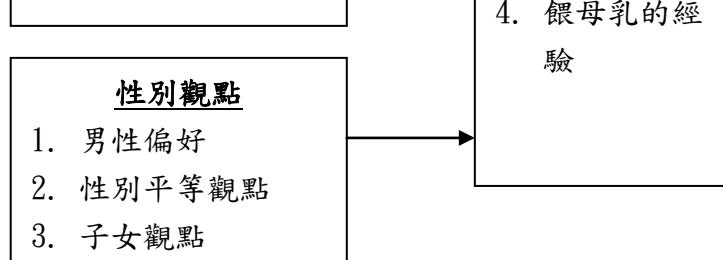 4. 餵母乳的經
驗
性別觀點
1. 男性偏好
2. 性別平等觀點
3. 子女觀點